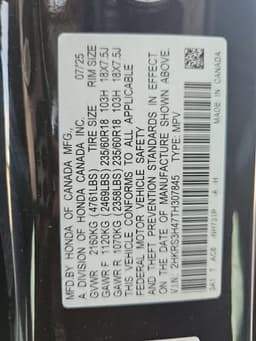 MFD.BY HONDA OF CANADA MFG.,
A DIVISION OF HONDA CANADA INC. 07/25
TIRE SIZE RIM SIZE
GVWR 2160KG (4761LBS)
GAWR F 1120KG (2469LBS) 235/60R18 103H 18X7.5J
GAWR R 1070KG (2359LBS) 235/60R18 103H 18X7.5J
THIS VEHICLE CONFORMS TO ALL APPLICABLE
FEDERAL MOTOR VEHICLE SAFETY
AND THEFT PREVENTION STANDARDS IN EFFECT
ON THE DATE OF MANUFACTURE SHOWN ABOVE.
V.I.N: 2HKRS3H47TH307845 TYPE: MPV
MADE IN CANADA